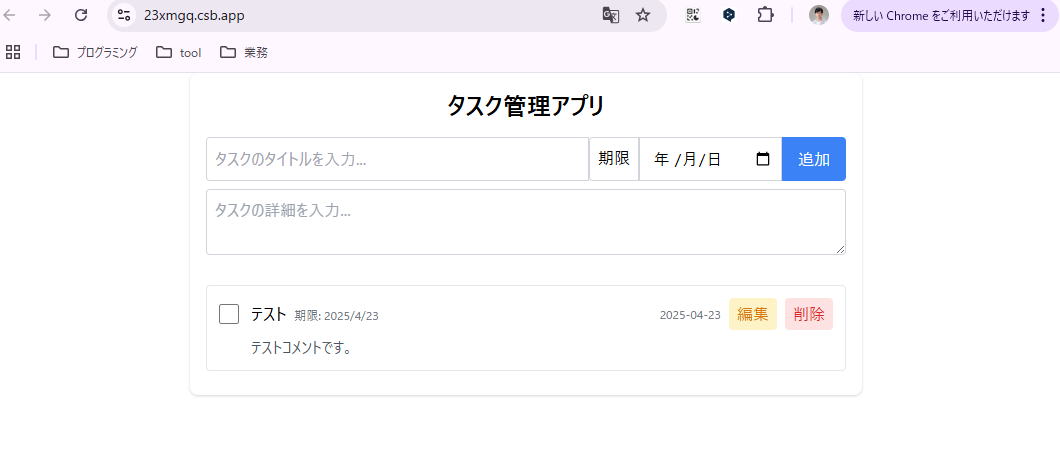 23xmgq.csb.app
新しい Chrome をご利用いただけます
プログラミング tool 業務
タスク管理アプリ
タスクのタイトルを入力... 期限 年 /月/日 追加
タスクの詳細を入力...
テスト 期限: 2025/4/23 2025-04-23 編集 削除
テストコメントです。